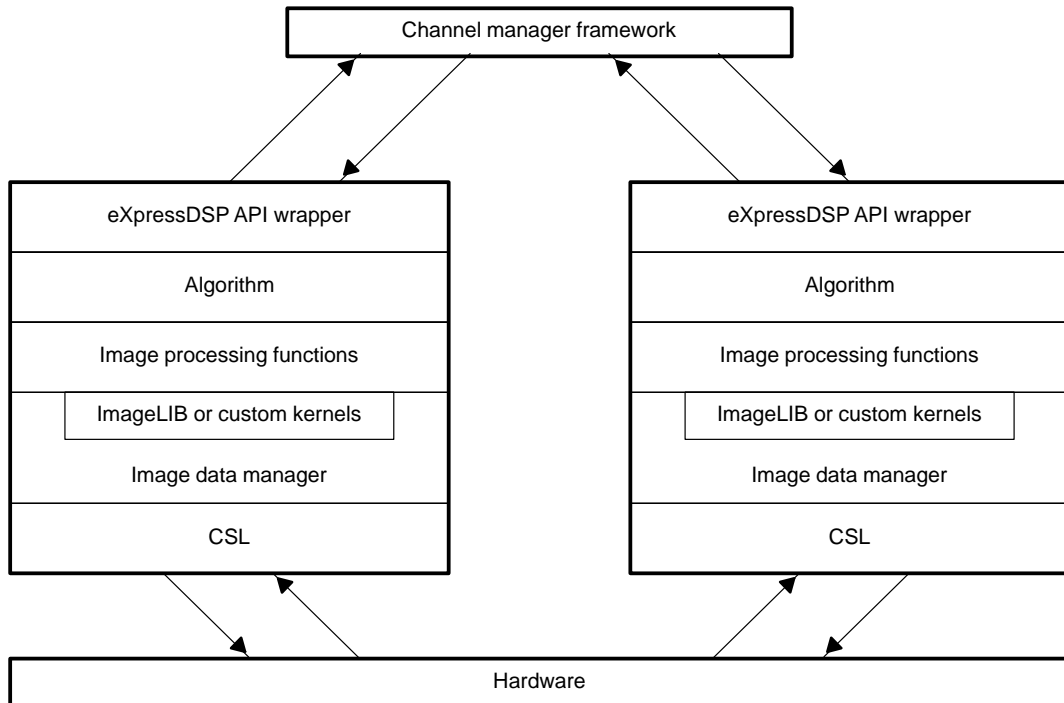 Channel manager framework
eXpressDSP API wrapper
Algorithm
Image processing functions
ImageLIB or custom kernels
Image data manager
CSL
eXpressDSP API wrapper
Algorithm
Image processing functions
ImageLIB or custom kernels
Image data manager
CSL
Hardware